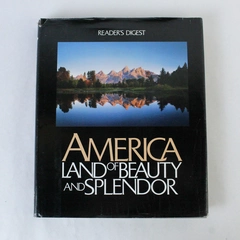 READER'S DIGEST
AMERICA
LAND OF BEAUTY
AND SPLENDOR